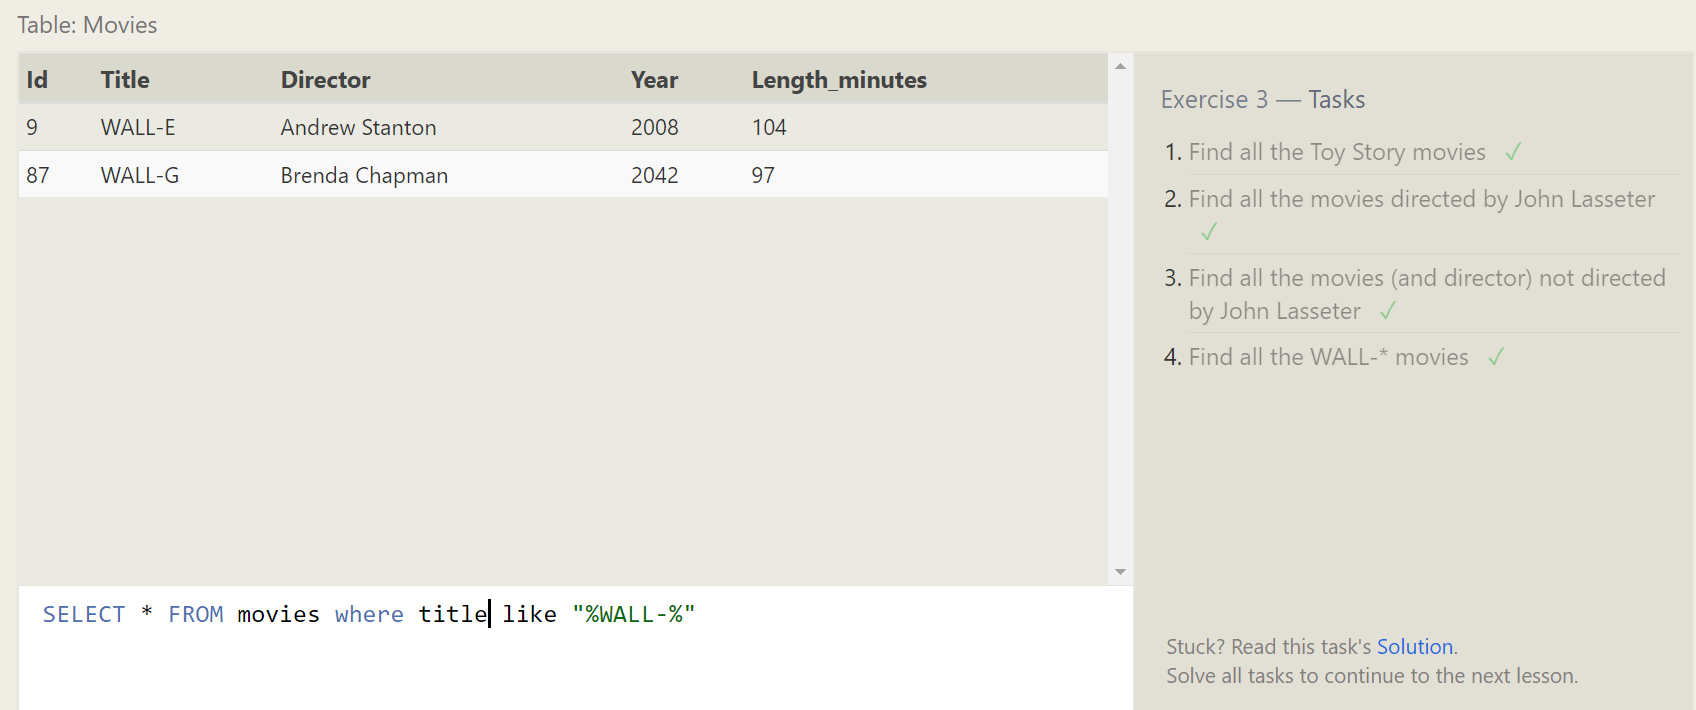 Table: Movies
Id Title Director Year Length_minutes
9 WALL-E Andrew Stanton 2008 104
87 WALL-G Brenda Chapman 2042 97
SELECT * FROM movies where title like "%WALL-%"
Exercise 3 — Tasks
1. Find all the Toy Story movies ✓
2. Find all the movies directed by John Lasseter
✓
3. Find all the movies (and director) not directed
by John Lasseter ✓
4. Find all the WALL-* movies ✓
Stuck? Read this task's Solution.
Solve all tasks to continue to the next lesson.